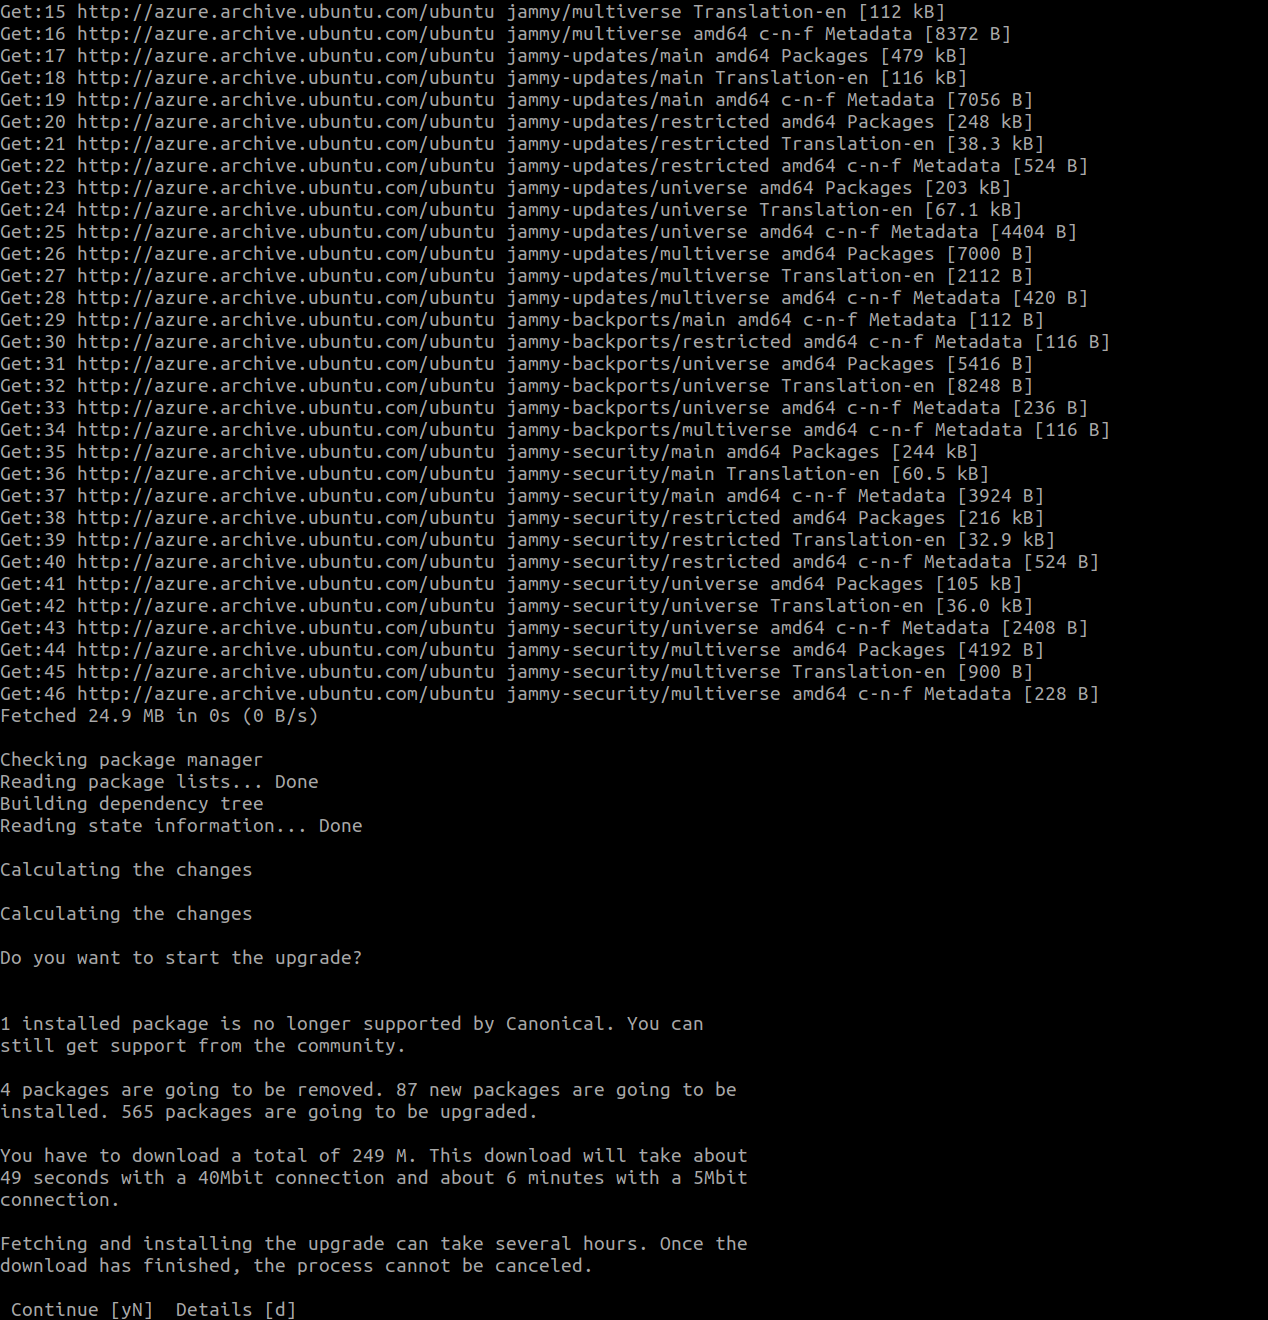 Get:15 http://azure.archive.ubuntu.com/ubuntu jammy/multiverse Translation-en [112 kB]
Get:16 http://azure.archive.ubuntu.com/ubuntu jammy/multiverse amd64 c-n-f Metadata [8372 B]
Get:17 http://azure.archive.ubuntu.com/ubuntu jammy-updates/main amd64 Packages [479 kB]
Get:18 http://azure.archive.ubuntu.com/ubuntu jammy-updates/main Translation-en [116 kB]
Get:19 http://azure.archive.ubuntu.com/ubuntu jammy-updates/main amd64 c-n-f Metadata [7056 B]
Get:20 http://azure.archive.ubuntu.com/ubuntu jammy-updates/restricted amd64 Packages [248 kB]
Get:21 http://azure.archive.ubuntu.com/ubuntu jammy-updates/restricted Translation-en [38.3 kB]
Get:22 http://azure.archive.ubuntu.com/ubuntu jammy-updates/restricted amd64 c-n-f Metadata [524 B]
Get:23 http://azure.archive.ubuntu.com/ubuntu jammy-updates/universe amd64 Packages [203 kB]
Get:24 http://azure.archive.ubuntu.com/ubuntu jammy-updates/universe Translation-en [67.1 kB]
Get:25 http://azure.archive.ubuntu.com/ubuntu jammy-updates/universe amd64 c-n-f Metadata [4404 B]
Get:26 http://azure.archive.ubuntu.com/ubuntu jammy-updates/multiverse amd64 Packages [7000 B]
Get:27 http://azure.archive.ubuntu.com/ubuntu jammy-updates/multiverse Translation-en [2112 B]
Get:28 http://azure.archive.ubuntu.com/ubuntu jammy-updates/multiverse amd64 c-n-f Metadata [420 B]
Get:29 http://azure.archive.ubuntu.com/ubuntu jammy-backports/main amd64 c-n-f Metadata [112 B]
Get:30 http://azure.archive.ubuntu.com/ubuntu jammy-backports/restricted amd64 c-n-f Metadata [116 B]
Get:31 http://azure.archive.ubuntu.com/ubuntu jammy-backports/universe amd64 Packages [5416 B]
Get:32 http://azure.archive.ubuntu.com/ubuntu jammy-backports/universe Translation-en [8248 B]
Get:33 http://azure.archive.ubuntu.com/ubuntu jammy-backports/universe amd64 c-n-f Metadata [236 B]
Get:34 http://azure.archive.ubuntu.com/ubuntu jammy-backports/multiverse amd64 c-n-f Metadata [116 B]
Get:35 http://azure.archive.ubuntu.com/ubuntu jammy-security/main amd64 Packages [244 kB]
Get:36 http://azure.archive.ubuntu.com/ubuntu jammy-security/main Translation-en [60.5 kB]
Get:37 http://azure.archive.ubuntu.com/ubuntu jammy-security/main amd64 c-n-f Metadata [3924 B]
Get:38 http://azure.archive.ubuntu.com/ubuntu jammy-security/restricted amd64 Packages [216 kB]
Get:39 http://azure.archive.ubuntu.com/ubuntu jammy-security/restricted Translation-en [32.9 kB]
Get:40 http://azure.archive.ubuntu.com/ubuntu jammy-security/restricted amd64 c-n-f Metadata [524 B]
Get:41 http://azure.archive.ubuntu.com/ubuntu jammy-security/universe amd64 Packages [105 kB]
Get:42 http://azure.archive.ubuntu.com/ubuntu jammy-security/universe Translation-en [36.0 kB]
Get:43 http://azure.archive.ubuntu.com/ubuntu jammy-security/universe amd64 c-n-f Metadata [2408 B]
Get:44 http://azure.archive.ubuntu.com/ubuntu jammy-security/multiverse amd64 Packages [4192 B]
Get:45 http://azure.archive.ubuntu.com/ubuntu jammy-security/multiverse Translation-en [900 B]
Get:46 http://azure.archive.ubuntu.com/ubuntu jammy-security/multiverse amd64 c-n-f Metadata [228 B]
Fetched 24.9 MB in 0s (0 B/s)

Checking package manager
Reading package lists... Done
Building dependency tree
Reading state information... Done

Calculating the changes

Calculating the changes

Do you want to start the upgrade?


1 installed package is no longer supported by Canonical. You can
still get support from the community.

4 packages are going to be removed. 87 new packages are going to be
installed. 565 packages are going to be upgraded.

You have to download a total of 249 M. This download will take about
49 seconds with a 40Mbit connection and about 6 minutes with a 5Mbit
connection.

Fetching and installing the upgrade can take several hours. Once the
download has finished, the process cannot be canceled.

 Continue [yN]  Details [d]